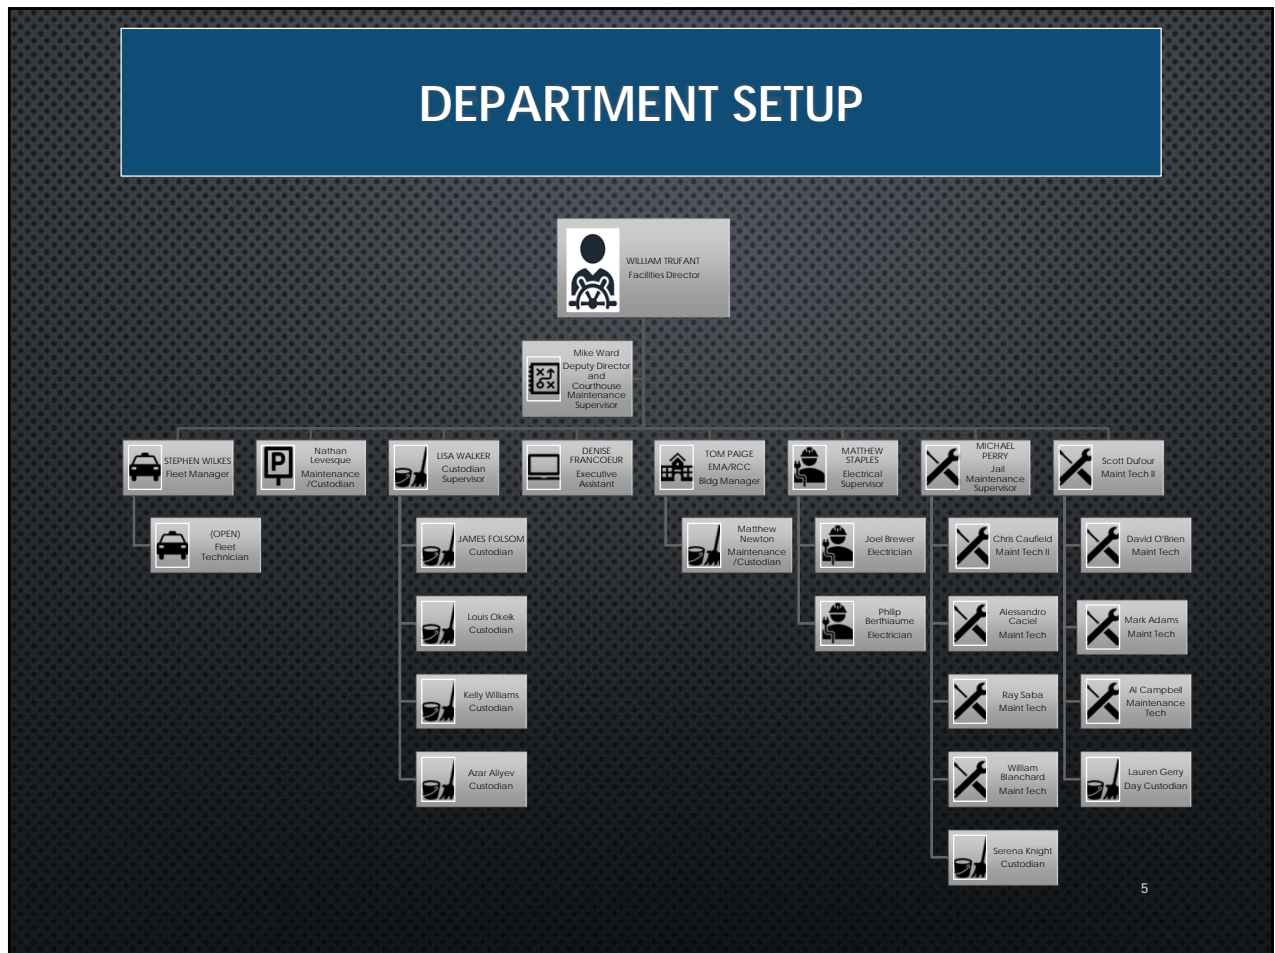 DEPARTMENT SETUP
WILLIAM TRUFANT
Facilities Director
Mike Ward
Deputy Director
and
Courthouse
Maintenance
Supervisor
STEPHEN WILKES
Fleet Manager
Nathan
Levesque
Maintenance
/Custodian
LISA WALKER
Custodian
Supervisor
DENISE
FRANCOEUR
Executive
Assistant
TOM PAIGE
EMA/RCC
Bldg Manager
MATTHEW
STAPLES
Electrical
Supervisor
MICHAEL
PERRY
Jail
Maintenance
Supervisor
Scott Dufour
Maint Tech II
(OPEN)
Fleet
Technician
JAMES FOLSOM
Custodian
Louis Okelk
Custodian
Kelly Williams
Custodian
Azar Aliyev
Custodian
Matthew
Newton
Maintenance
/Custodian
Joel Brewer
Electrician
Philip
Berthiaume
Electrician
Chris Caufield
Maint Tech II
Alessandro
Caciel
Maint Tech
Ray Saba
Maint Tech
William
Blanchard
Maint Tech
Serena Knight
Custodian
David O'Brien
Maint Tech
Mark Adams
Maint Tech
Al Campbell
Maintenance
Tech
Lauren Gerry
Day Custodian
5